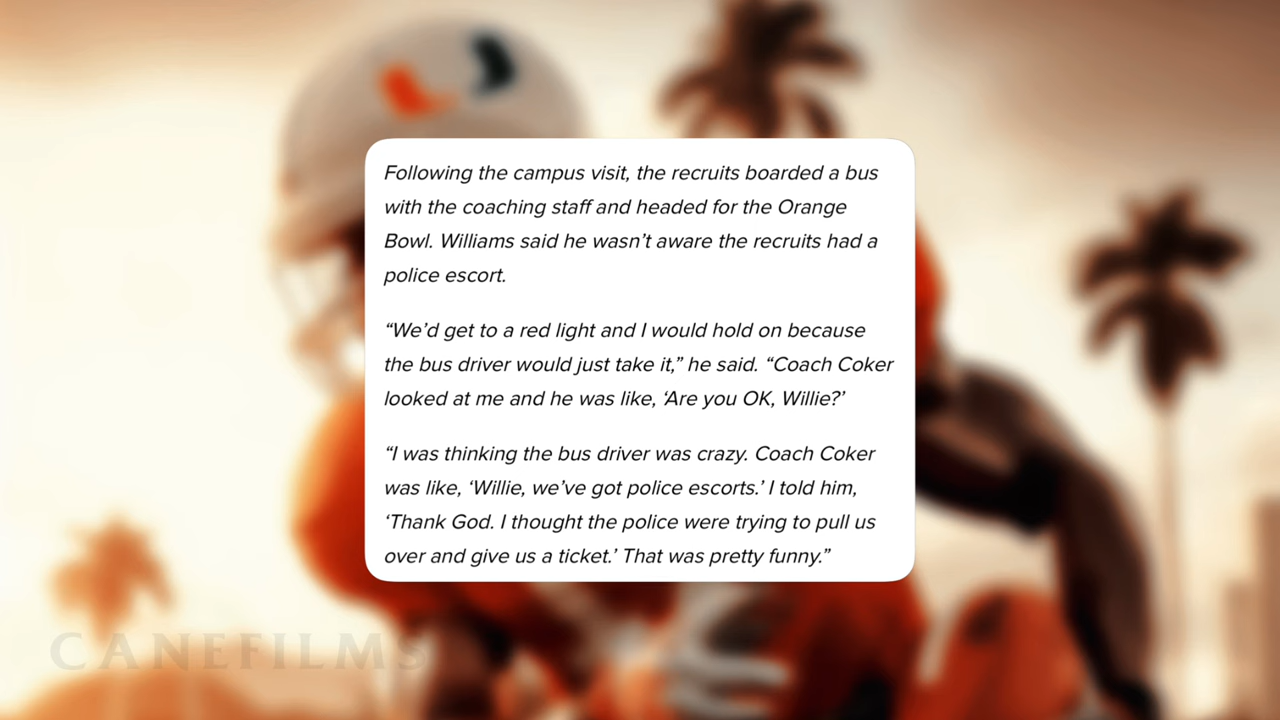 Following the campus visit, the recruits boarded a bus
with the coaching staff and headed for the Orange
Bowl. Williams said he wasn’t aware the recruits had a
police escort.
“We’d get to a red light and I would hold on because
the bus driver would just take it,” he said. “Coach Coker
looked at me and he was like, ‘Are you OK, Willie?’
“I was thinking the bus driver was crazy. Coach Coker
was like, ‘Willie, we’ve got police escorts.’ I told him,
‘Thank God. I thought the police were trying to pull us
over and give us a ticket.’ That was pretty funny.”
CANEFILMS